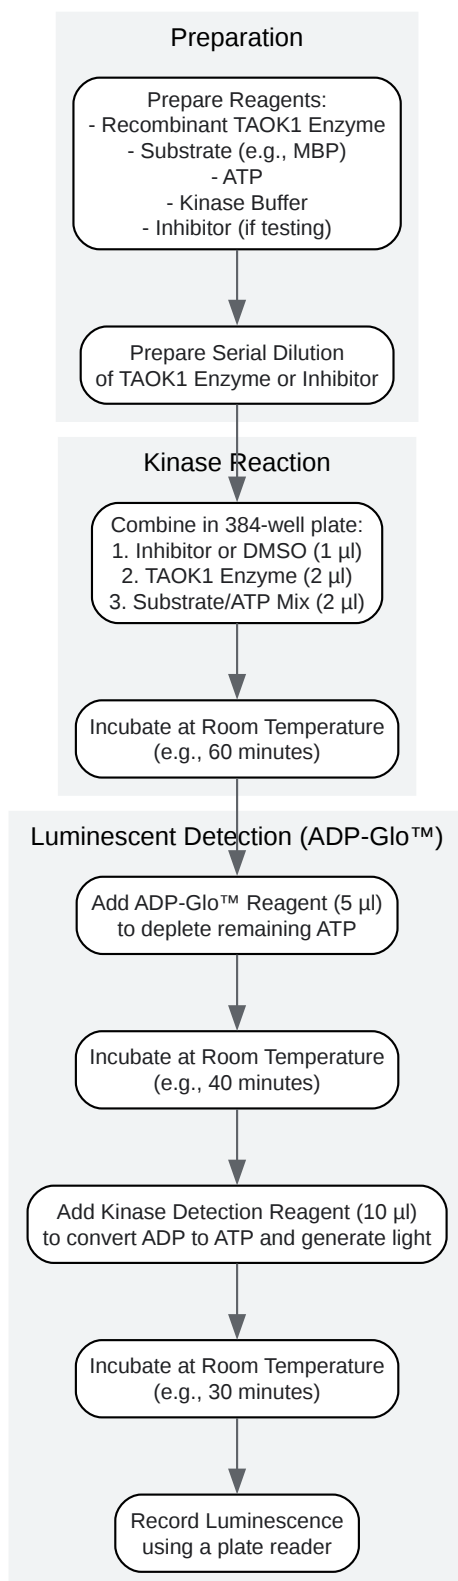 Preparation
Prepare Reagents:
- Recombinant TAOK1 Enzyme
- Substrate (e.g., MBP)
- ATP
- Kinase Buffer
- Inhibitor (if testing)
Prepare Serial Dilution
of TAOK1 Enzyme or Inhibitor
Kinase Reaction
Combine in 384-well plate:
1. Inhibitor or DMSO (1 µl)
2. TAOK1 Enzyme (2 µl)
3. Substrate/ATP Mix (2 µl)
Incubate at Room Temperature
(e.g., 60 minutes)
Luminescent Detection (ADP-Glo™)
Add ADP-Glo™ Reagent (5 µl)
to deplete remaining ATP
Incubate at Room Temperature
(e.g., 40 minutes)
Add Kinase Detection Reagent (10 µl)
to convert ADP to ATP and generate light
Incubate at Room Temperature
(e.g., 30 minutes)
Record Luminescence
using a plate reader